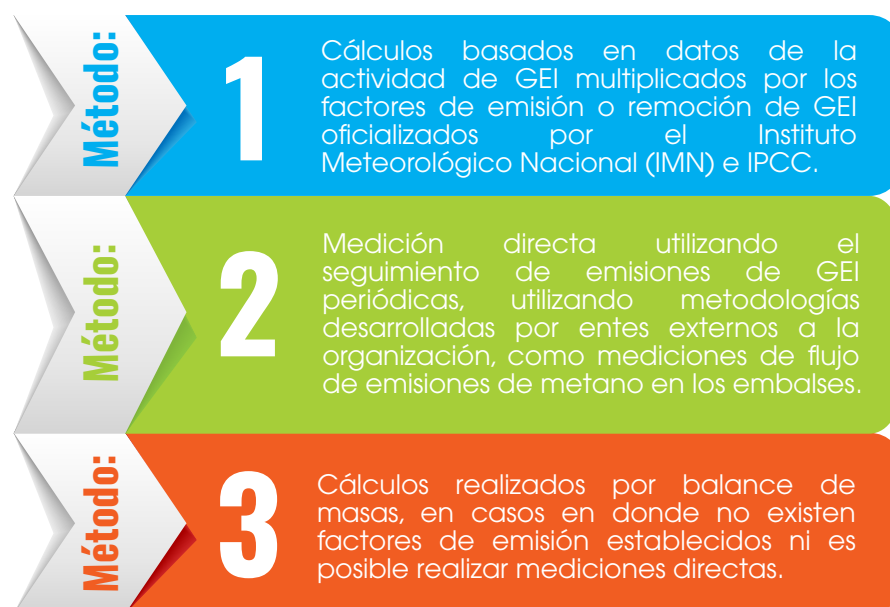 Método:
1
Cálculos basados en datos de la
actividad de GEI multiplicados por los
factores de emisión o remoción de GEI
oficializados por el Instituto
Meteorológico Nacional (IMN) e IPCC.
Método:
2
Medición directa utilizando el
seguimiento de emisiones de GEI
periódicas, utilizando metodologías
desarrolladas por entes externos a la
organización, como mediciones de flujo
de emisiones de metano en los embalses.
Método:
3
Cálculos realizados por balance de
masas, en casos en donde no existen
factores de emisión establecidos ni es
posible realizar mediciones directas.